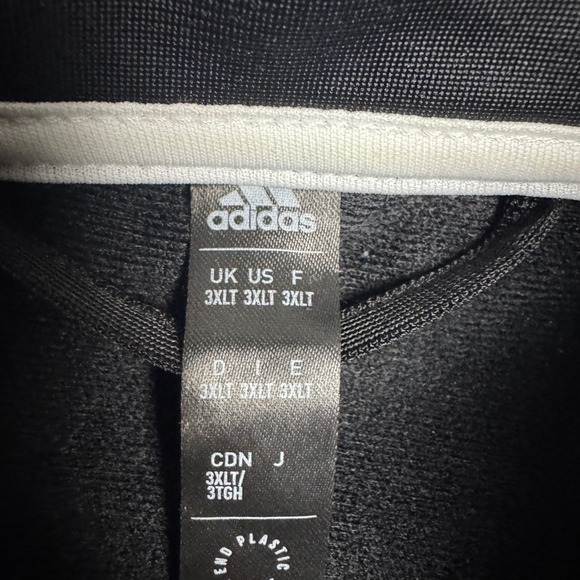 adidas
UK US F
3XLT 3XLT 3XLT
D I E
3XLT 3XLT 3XLT
CDN J
3XLT/
3TGH
END PLASTIC